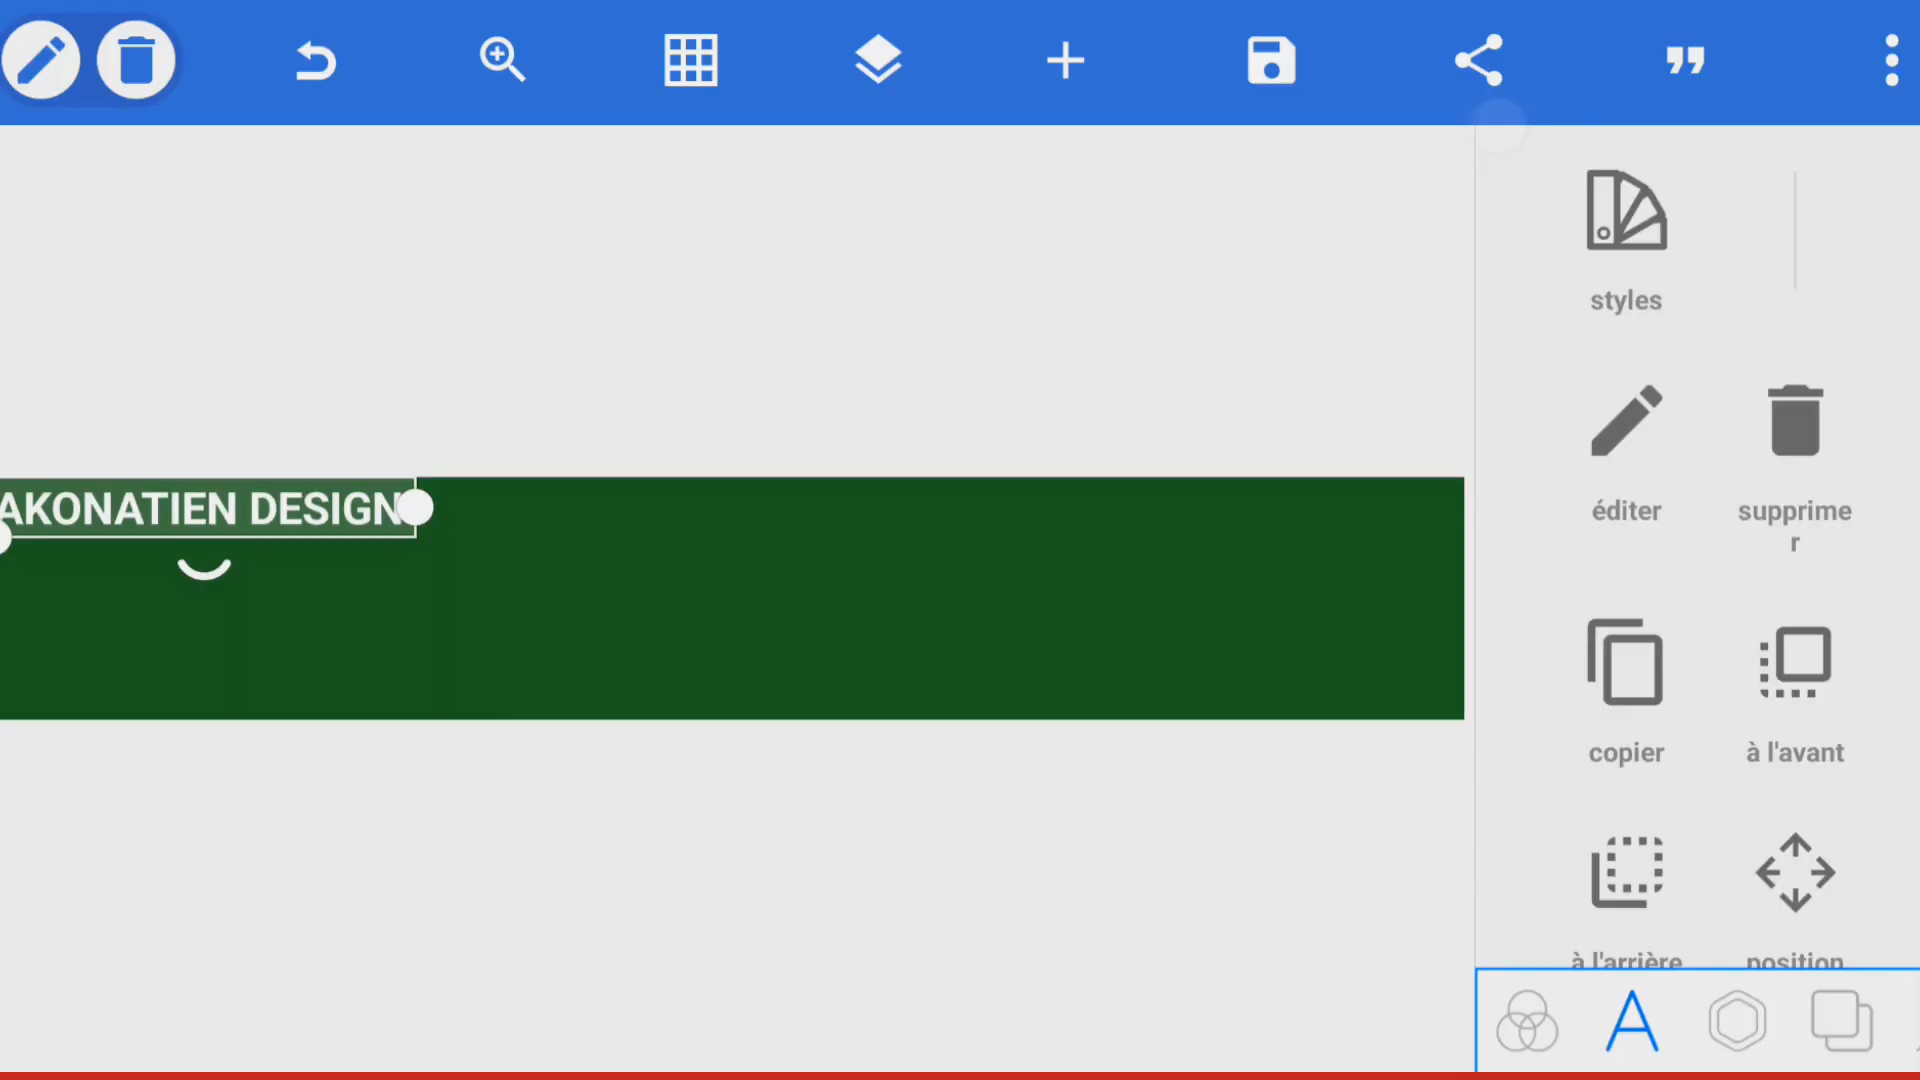 styles
AKONATIEN DESIGN
éditer
supprime
r
copier
à l'avant
à l'arrière
position